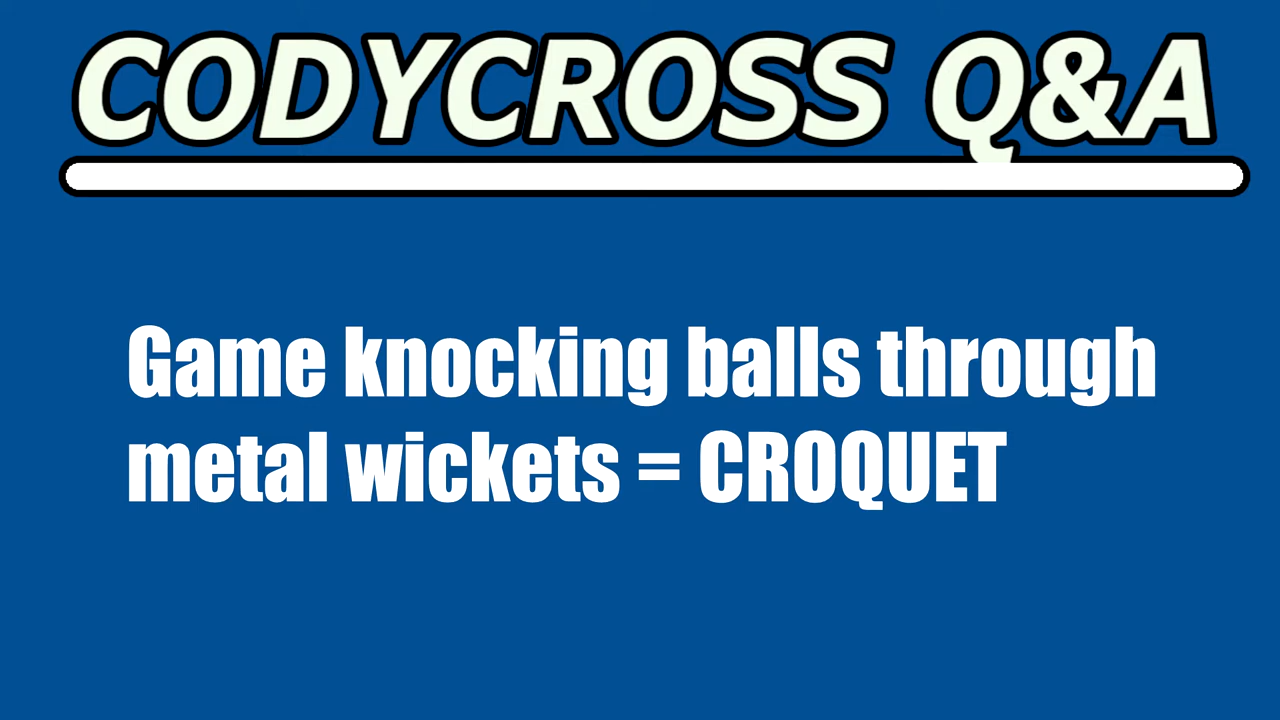 CODYCROSS Q&A
Game knocking balls through
metal wickets = CROQUET